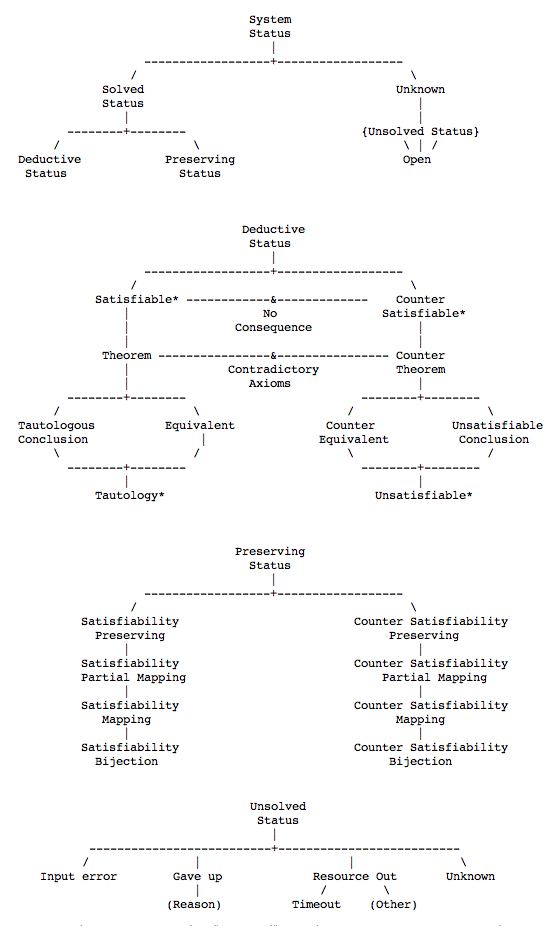 System
Status
Solved Unknown
Status
{Unsolved Status}
Deductive Preserving Open
Status Status
Deductive
Status
Satisfiable* & Counter
No Satisfiable*
Consequence
Theorem & Counter
Contradictory Theorem
Axioms
Tautologous Equivalent Counter Unsatisfiable
Conclusion Equivalent Conclusion
Tautology* Unsatisfiable*
Preserving
Status
Satisfiability Counter Satisfiability
Preserving Preserving
Satisfiability Counter Satisfiability
Partial Mapping Partial Mapping
Satisfiability Counter Satisfiability
Mapping Mapping
Satisfiability Counter Satisfiability
Bijection Bijection
Unsolved
Status
Input error Gave up Resource Out Unknown
(Reason) Timeout (Other)